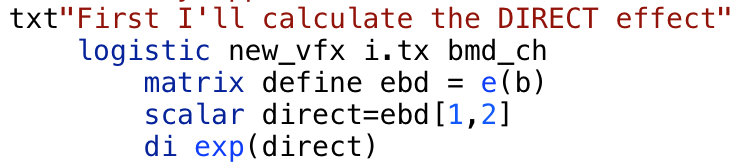 txt"First I'll calculate the DIRECT effect"
logistic new_vfx i.tx bmd_ch
matrix define ebd = e(b)
scalar direct=ebd[1,2]
di exp(direct)